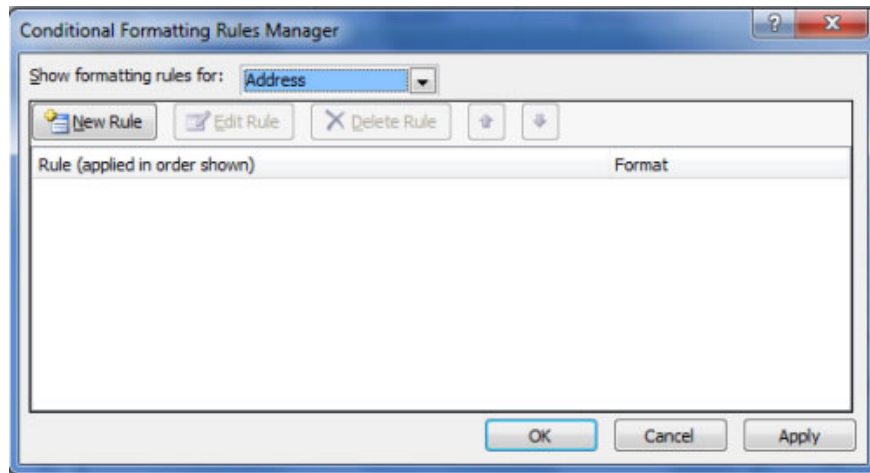 Conditional Formatting Rules Manager
Show formatting rules for: Address
New Rule Edit Rule Delete Rule
Rule (applied in order shown) Format
OK Cancel Apply